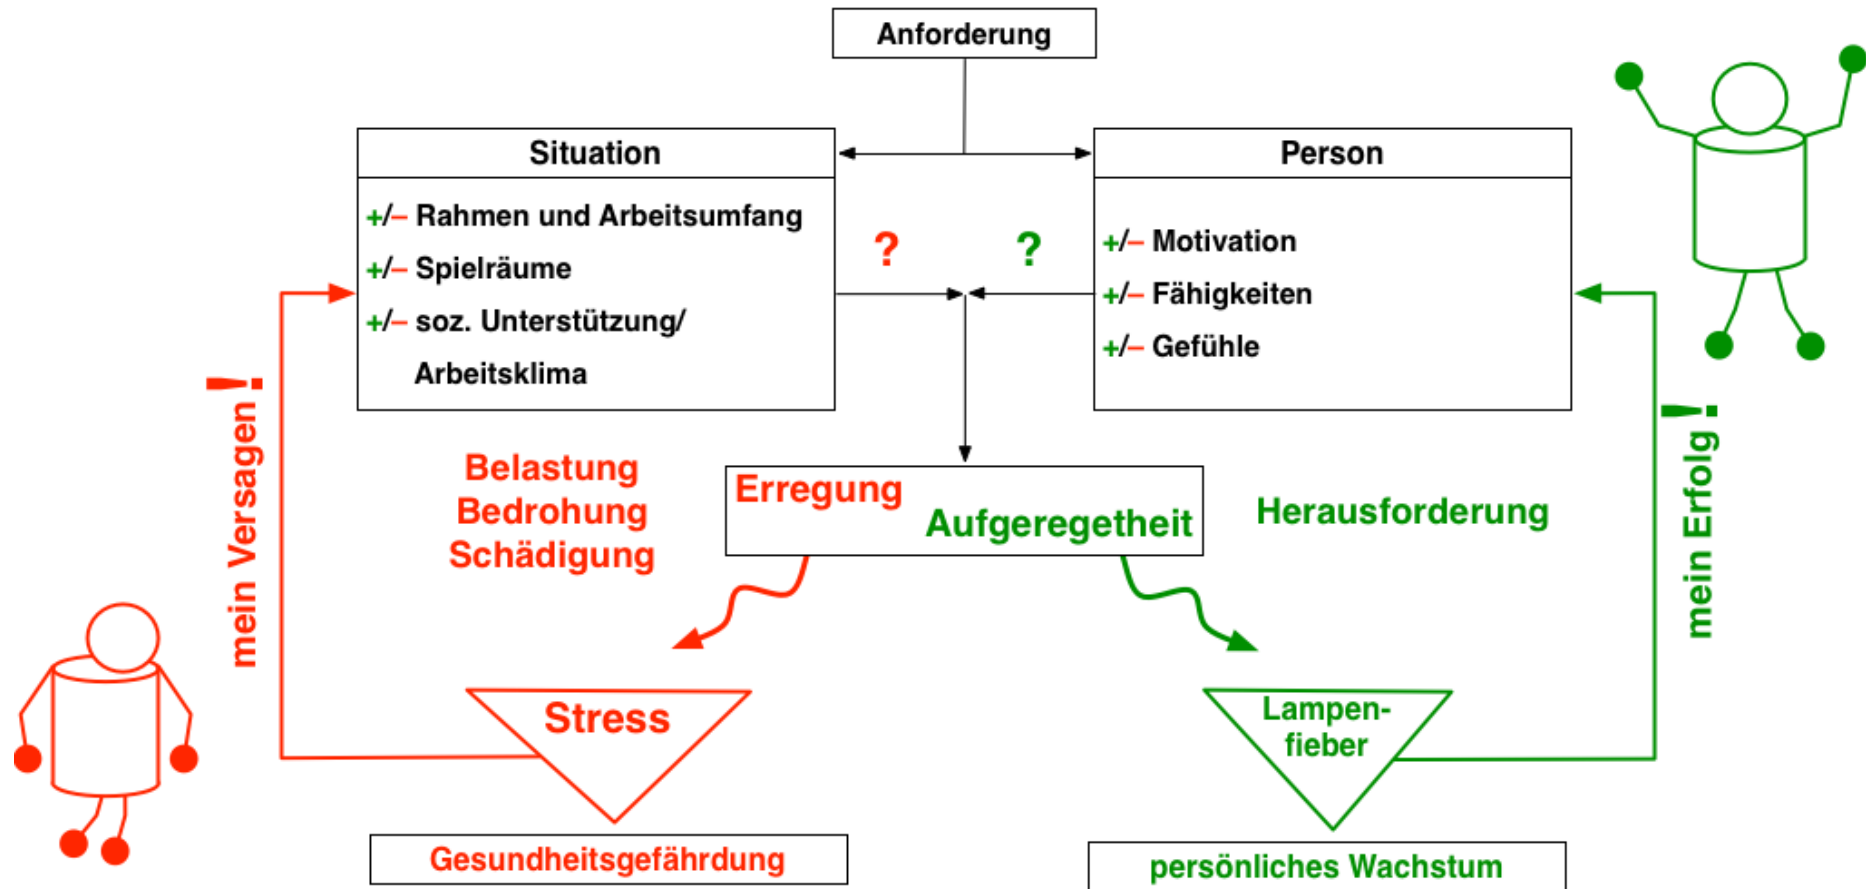 Anforderung
Situation
+/– Rahmen und Arbeitsumfang
+/– Spielräume
+/– soz. Unterstützung/
Arbeitsklima
? ?
Person
+/– Motivation
+/– Fähigkeiten
+/– Gefühle
mein Versagen !
Belastung
Bedrohung
Schädigung
Erregung
Aufgeregetheit
Herausforderung
mein Erfolg !
Stress
Lampen-
fieber
Gesundheitsgefährdung
persönliches Wachstum